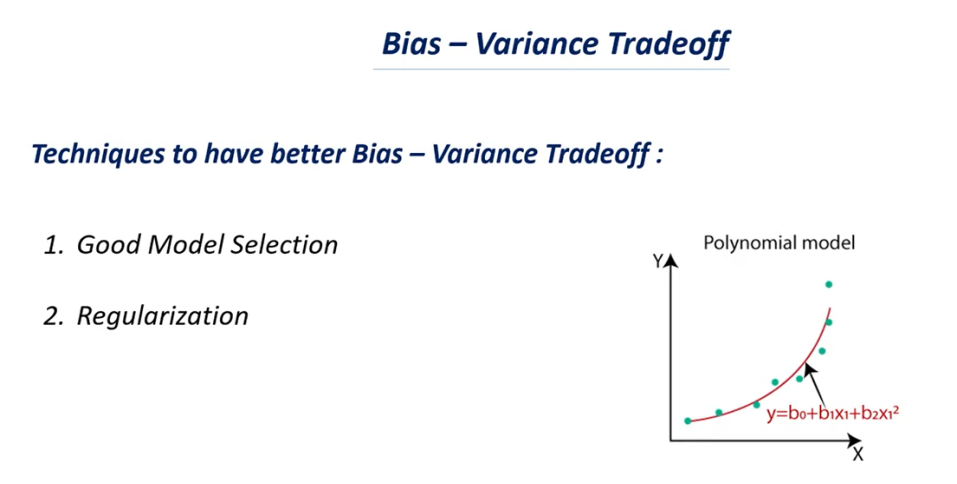 Bias – Variance Tradeoff
Techniques to have better Bias – Variance Tradeoff :
1. Good Model Selection
2. Regularization
Polynomial model
Y
y=b₀+b₁x₁+b₂x₁²
X